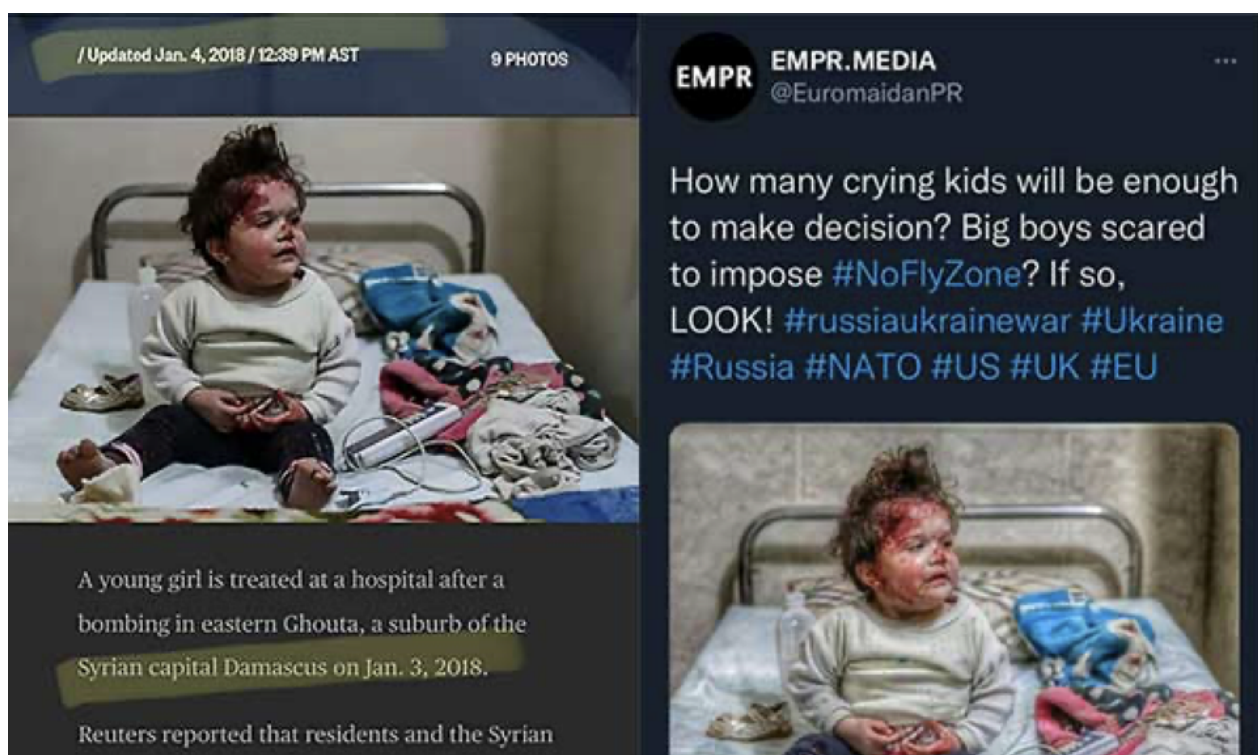 / Updated Jan. 4, 2018 / 12:39 PM AST
9 PHOTOS
A young girl is treated at a hospital after a
bombing in eastern Ghouta, a suburb of the
Syrian capital Damascus on Jan. 3, 2018.
Reuters reported that residents and the Syrian
EMPR
EMPR.MEDIA
@EuromaidanPR
How many crying kids will be enough
to make decision? Big boys scared
to impose #NoFlyZone? If so,
LOOK! #russiaukrainewar #Ukraine
#Russia #NATO #US #UK #EU